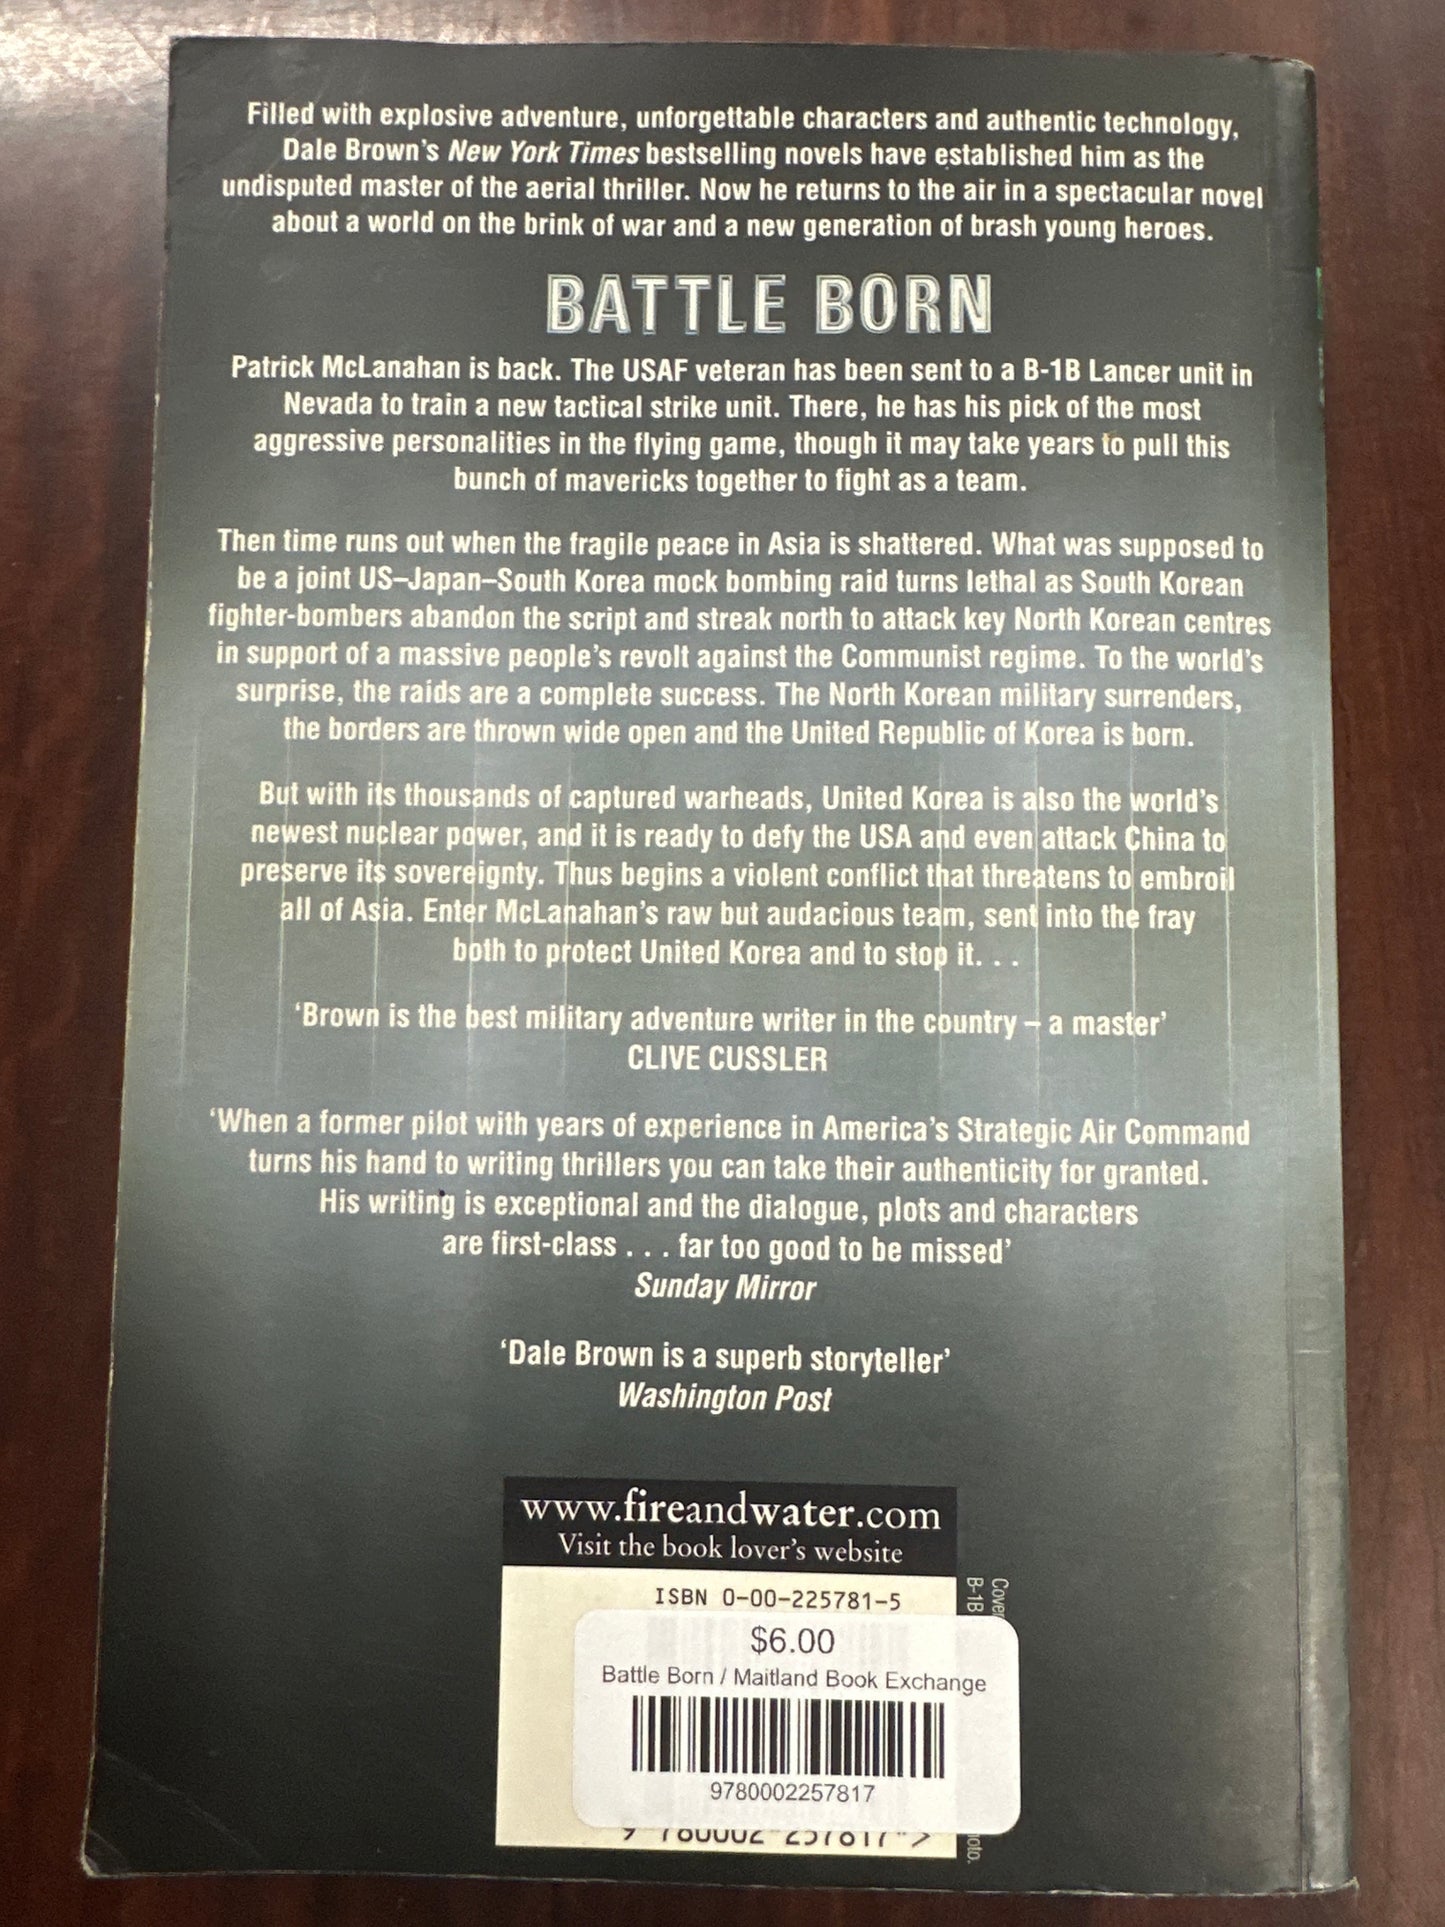 Filled with explosive adventure, unforgettable characters and authentic technology,
Dale Brown's New York Times bestselling novels have established him as the
undisputed master of the aerial thriller. Now he returns to the air in a spectacular novel
about a world on the brink of war and a new generation of brash young heroes.
BATTLE BORN
Patrick McLanahan is back. The USAF veteran has been sent to a B-1B Lancer unit in
Nevada to train a new tactical strike unit. There, he has his pick of the most
aggressive personalities in the flying game, though it may take years to pull this
bunch of mavericks together to fight as a team.
Then time runs out when the fragile peace in Asia is shattered. What was supposed to
be a joint US–Japan–South Korea mock bombing raid turns lethal as South Korean
fighter-bombers abandon the script and streak north to attack key North Korean centres
in support of a massive people's revolt against the Communist regime. To the world's
surprise, the raids are a complete success. The North Korean military surrenders,
the borders are thrown wide open and the United Republic of Korea is born.
But with its thousands of captured warheads, United Korea is also the world's
newest nuclear power, and it is ready to defy the USA and even attack China to
preserve its sovereignty. Thus begins a violent conflict that threatens to embroil
all of Asia. Enter McLanahan's raw but audacious team, sent into the fray
both to protect United Korea and to stop it. . .
'Brown is the best military adventure writer in the country – a master'
CLIVE CUSSLER
'When a former pilot with years of experience in America's Strategic Air Command
turns his hand to writing thrillers you can take their authenticity for granted.
His writing is exceptional and the dialogue, plots and characters
are first-class . . . far too good to be missed'
Sunday Mirror
'Dale Brown is a superb storyteller'
Washington Post
www.fireandwater.com
Visit the book lover's website
ISBN 0-00-225781-5
Cover
B-1B
$6.00
Battle Born / Maitland Book Exchange
9780002257817
9 780002 257817 >